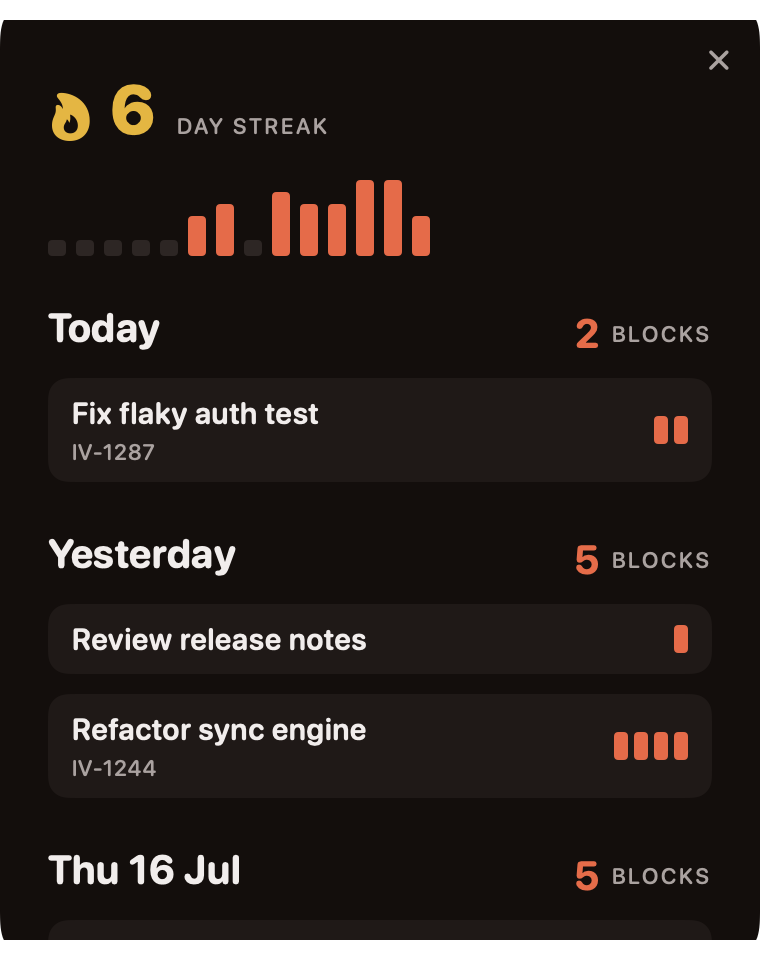 6 DAY STREAK
Today
2 BLOCKS
Fix flaky auth test
IV-1287
Yesterday
5 BLOCKS
Review release notes
Refactor sync engine
IV-1244
Thu 16 Jul
5 BLOCKS